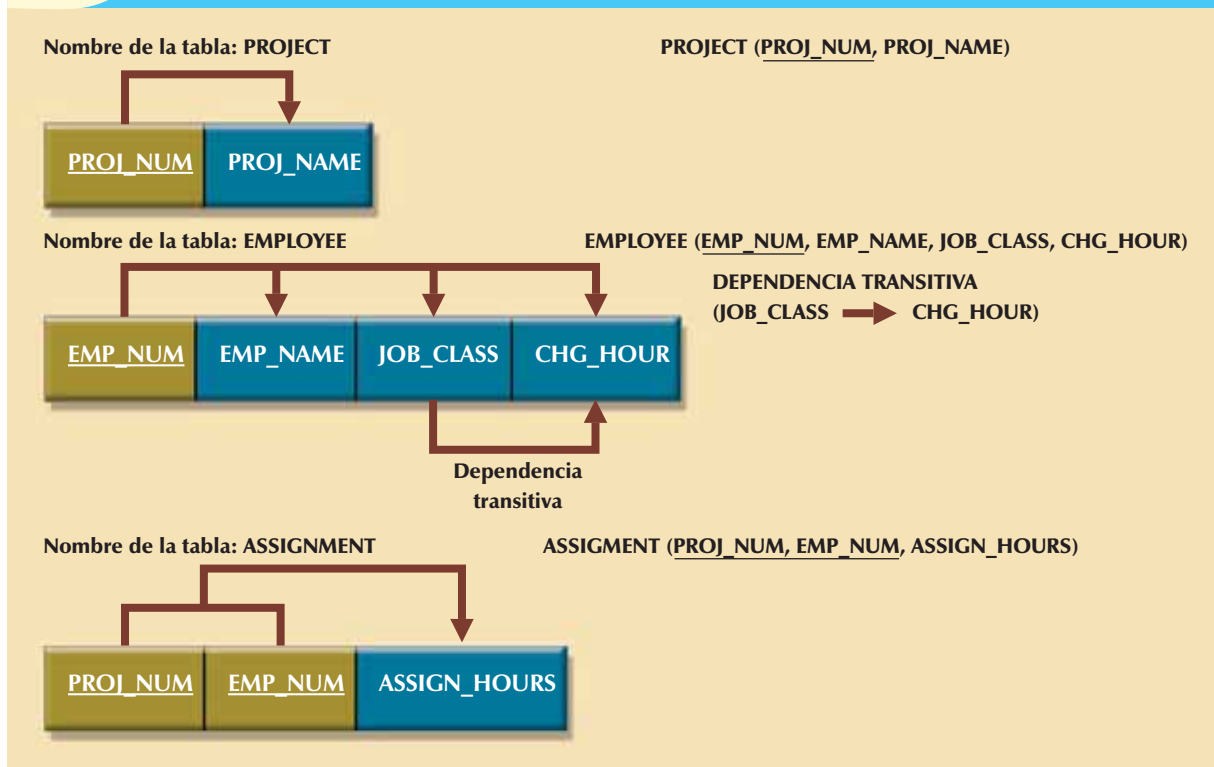 Nombre de la tabla: PROJECT
PROJECT (PROJ_NUM, PROJ_NAME)
PROJ_NUM
PROJ_NAME
Nombre de la tabla: EMPLOYEE
EMPLOYEE (EMP_NUM, EMP_NAME, JOB_CLASS, CHG_HOUR)
DEPENDENCIA TRANSITIVA
(JOB_CLASS CHG_HOUR)
EMP_NUM
EMP_NAME
JOB_CLASS
CHG_HOUR
Dependencia
transitiva
Nombre de la tabla: ASSIGNMENT
ASSIGMENT (PROJ_NUM, EMP_NUM, ASSIGN_HOURS)
PROJ_NUM
EMP_NUM
ASSIGN_HOURS